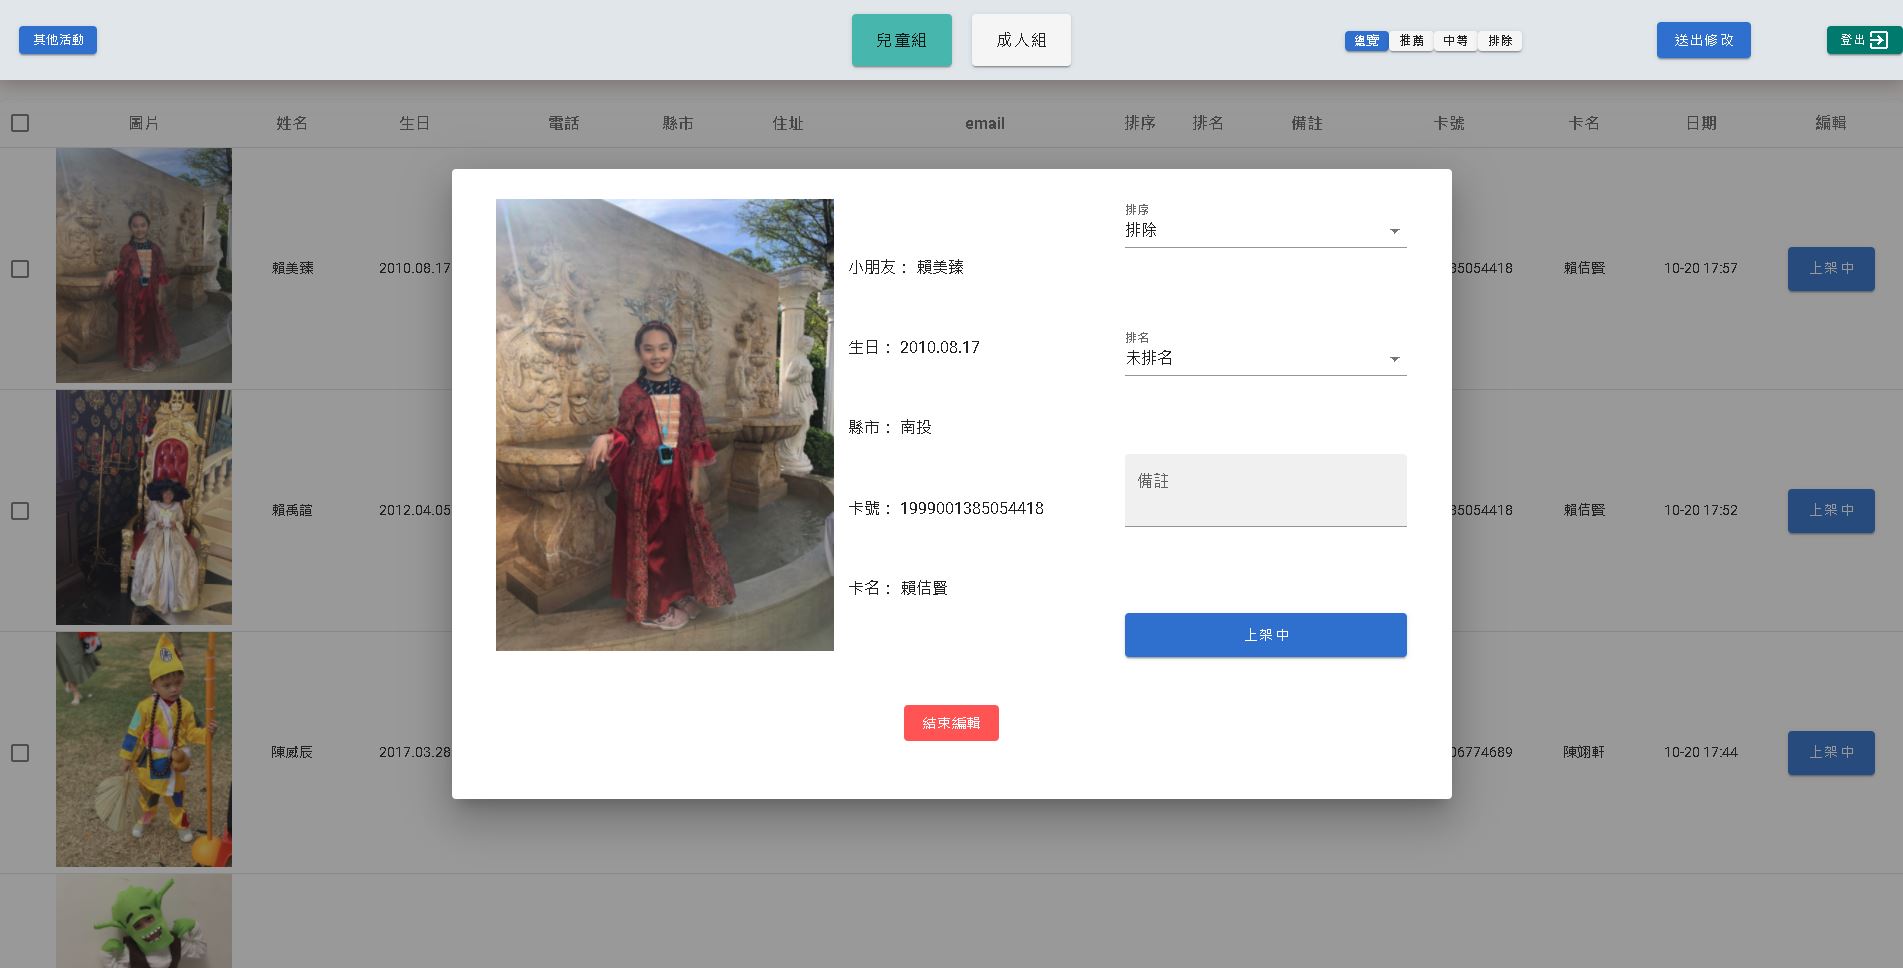 其他活動
兒童組
成人組
總覽
推薦
中等
排除
送出修改
登出
圖片 姓名 生日 電話 縣市 住址 email 排序 排名 備註 卡號 卡名 日期 編輯
賴美臻 2010.08.17 35054418 賴佶賢 10-20 17:57 上架中
賴禹諠 2012.04.05 35054418 賴佶賢 10-20 17:52 上架中
陳威辰 2017.03.28 06774689 陳翊軒 10-20 17:44 上架中
小朋友： 賴美臻
生日： 2010.08.17
縣市： 南投
卡號： 1999001385054418
卡名： 賴佶賢
排序
排除
排名
未排名
備註
上架中
結束編輯